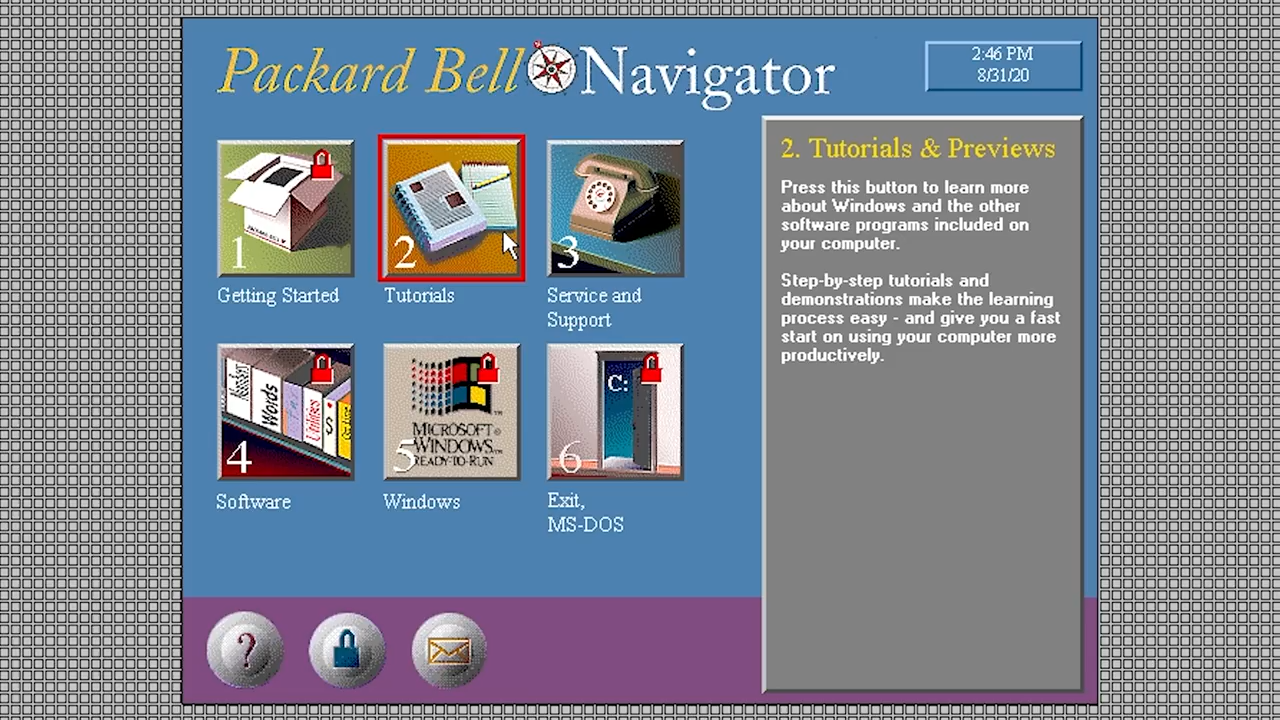 Packard Bell Navigator
2:46 PM
8/31/20
1
Getting Started
2
Tutorials
3
Service and
Support
Words
Utilities
$
4
Software
MICROSOFT®
WINDOWS™
READY-TO-RUN
5
Windows
C:
6
Exit,
MS-DOS
?
2. Tutorials & Previews
Press this button to learn more
about Windows and the other
software programs included on
your computer.
Step-by-step tutorials and
demonstrations make the learning
process easy - and give you a fast
start on using your computer more
productively.